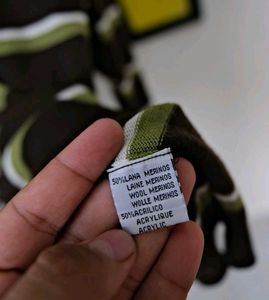 50%LANA MERINOS
LAINE MERINOS
WOOL MERINOS
WOLLE MERINOS
50%ACRILICO
ACRYLIQUE
ACRYLIC